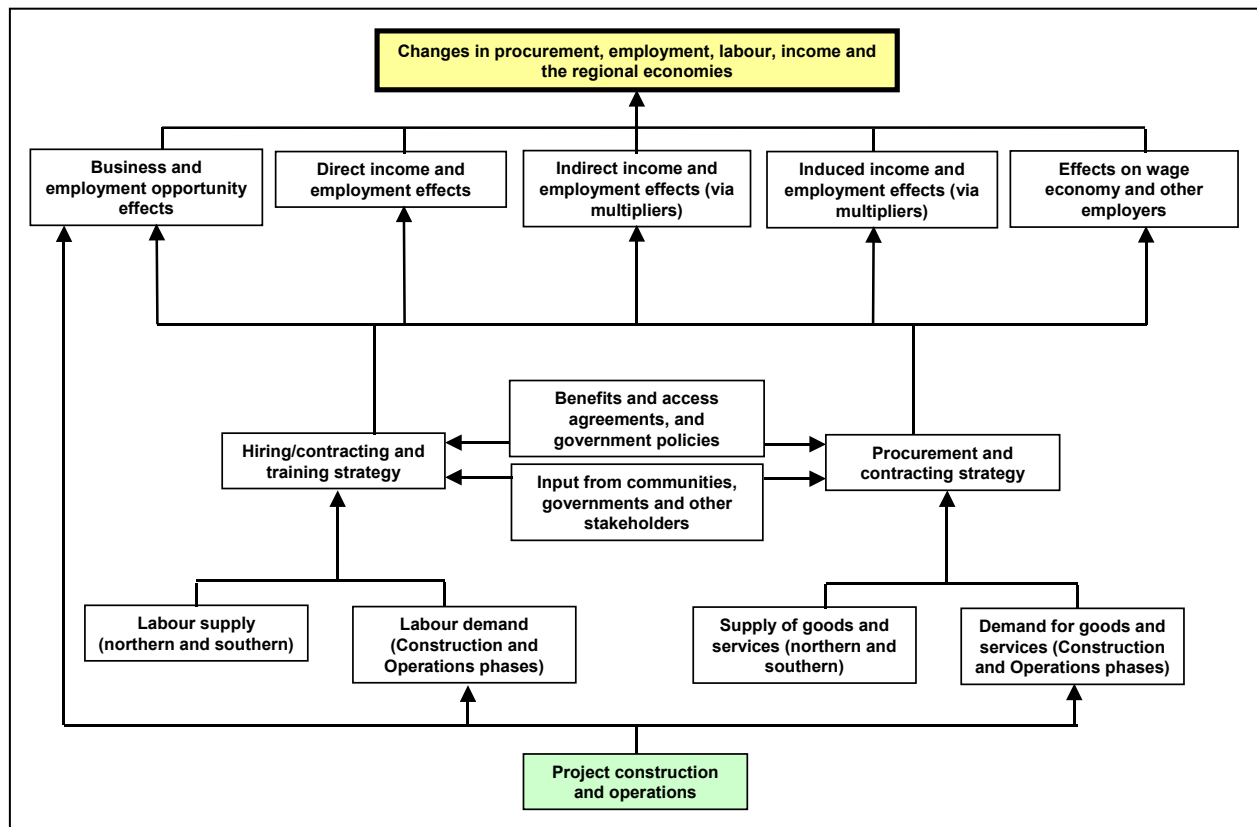 Changes in procurement, employment, labour, income and
the regional economies
Business and
employment opportunity
effects
Direct income and
employment effects
Indirect income and
employment effects (via
multipliers)
Induced income and
employment effects (via
multipliers)
Effects on wage
economy and other
employers
Benefits and access
agreements, and
government policies
Hiring/contracting and
training strategy
Procurement and
contracting strategy
Input from communities,
governments and other
stakeholders
Labour supply
(northern and southern)
Labour demand
(Construction and
Operations phases)
Supply of goods and
services (northern and
southern)
Demand for goods and
services (Construction
and Operations phases)
Project construction
and operations